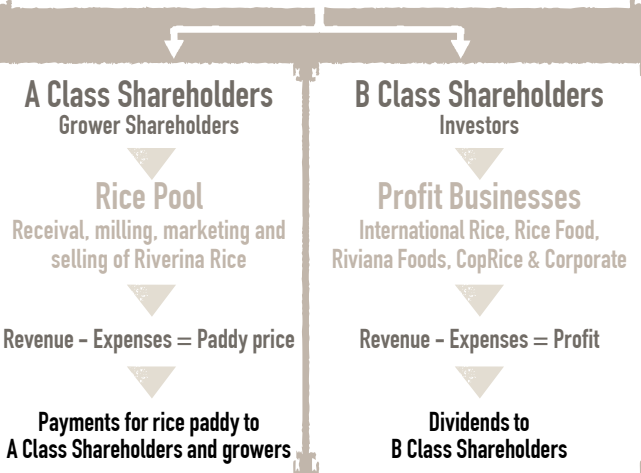 A Class Shareholders
Grower Shareholders
Rice Pool
Receival, milling, marketing and
selling of Riverina Rice
Revenue - Expenses = Paddy price
Payments for rice paddy to
A Class Shareholders and growers
B Class Shareholders
Investors
Profit Businesses
International Rice, Rice Food,
Riviana Foods, CopRice & Corporate
Revenue - Expenses = Profit
Dividends to
B Class Shareholders